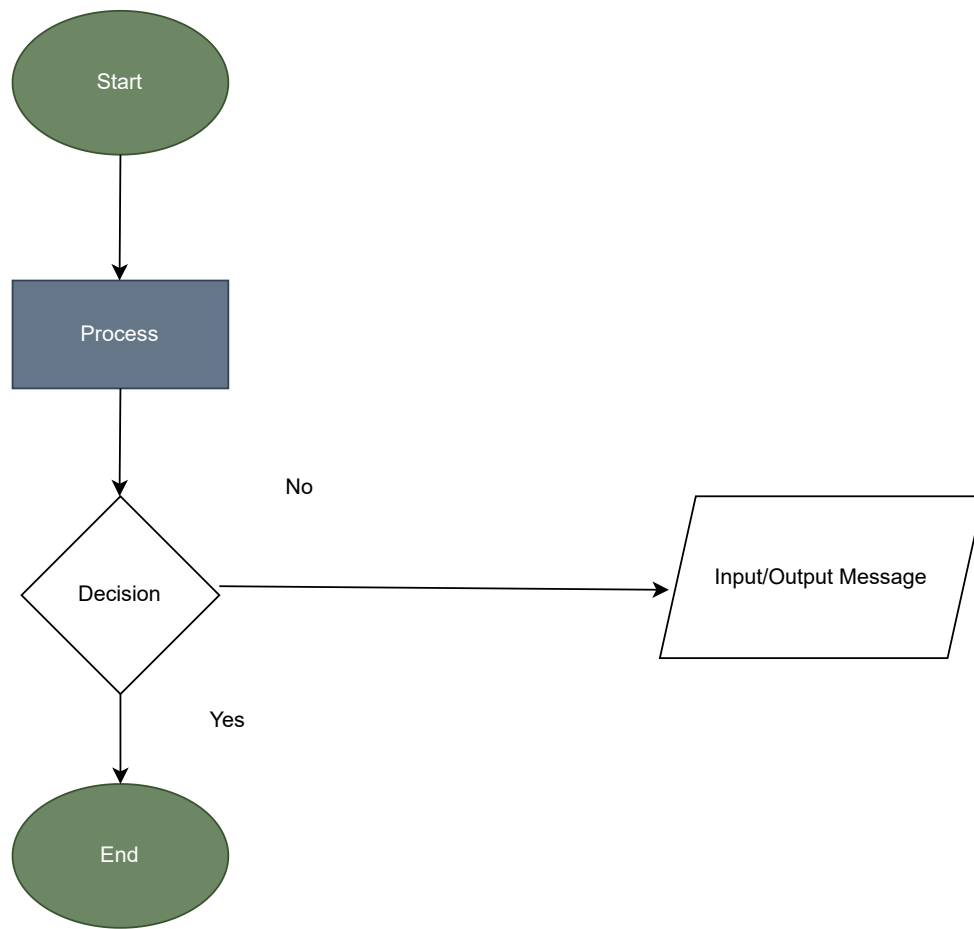 Start
Process
No
Decision
Input/Output Message
Yes
End